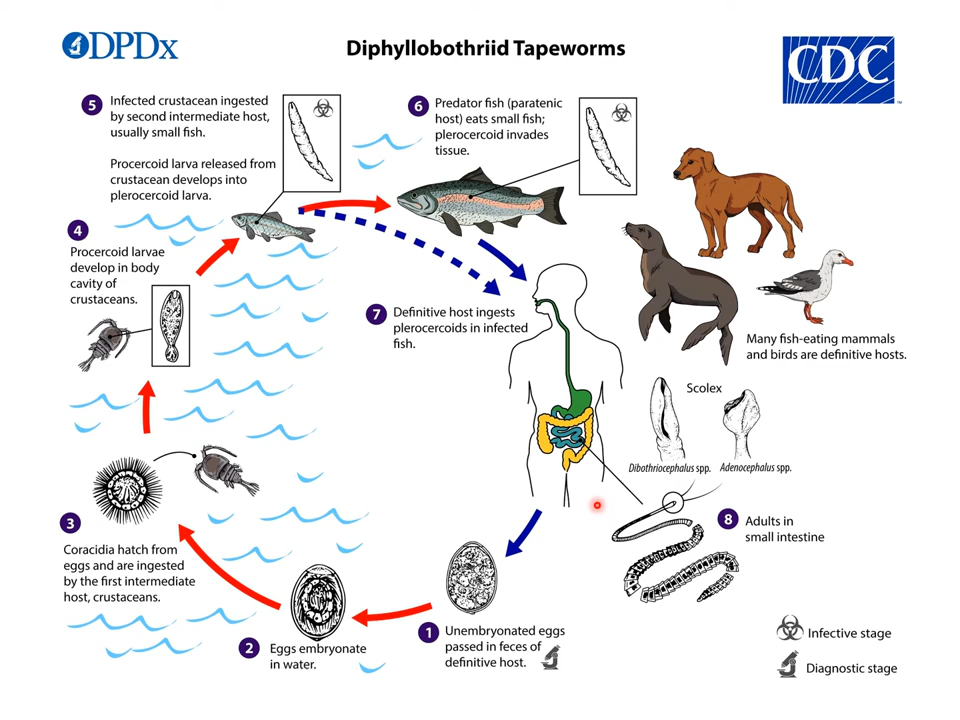 DPDx
Diphyllobothriid Tapeworms
CDC
TM
5 Infected crustacean ingested
by second intermediate host,
usually small fish.
Procercoid larva released from
crustacean develops into
plerocercoid larva.
6 Predator fish (paratenic
host) eats small fish;
plerocercoid invades
tissue.
4
Procercoid larvae
develop in body
cavity of
crustaceans.
7 Definitive host ingests
plerocercoids in infected
fish.
Many fish-eating mammals
and birds are definitive hosts.
Scolex
Dibothriocephalus spp.
Adenocephalus spp.
8 Adults in
small intestine
3
Coracidia hatch from
eggs and are ingested
by the first intermediate
host, crustaceans.
2 Eggs embryonate
in water.
1 Unembryonated eggs
passed in feces of
definitive host.
Infective stage
Diagnostic stage